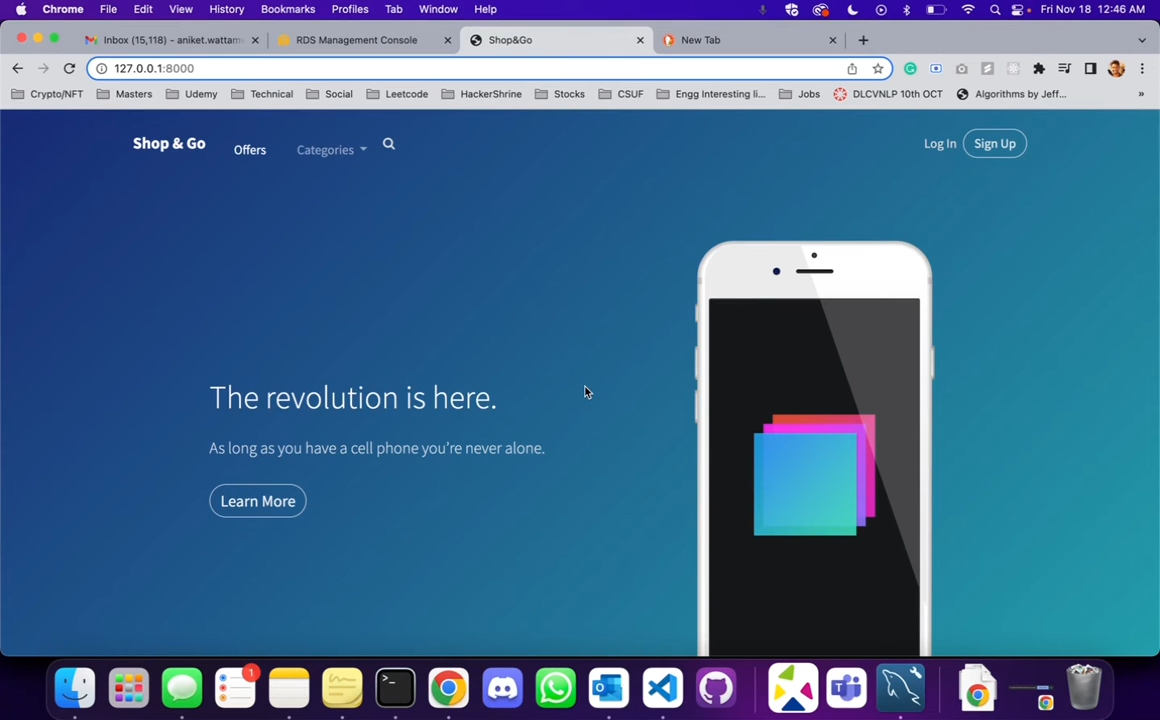 Chrome File Edit View History Bookmarks Profiles Tab Window Help Fri Nov 18 12:46 AM
Inbox (15,118) - aniket.wattam RDS Management Console Shop&Go New Tab
127.0.0.1:8000
Crypto/NFT Masters Udemy Technical Social Leetcode HackerShrine Stocks CSUF Engg Interesting li... Jobs DLCVNLP 10th OCT Algorithms by Jeff... »
Shop & Go Offers Categories Log In Sign Up
The revolution is here.
As long as you have a cell phone you're never alone.
Learn More
1